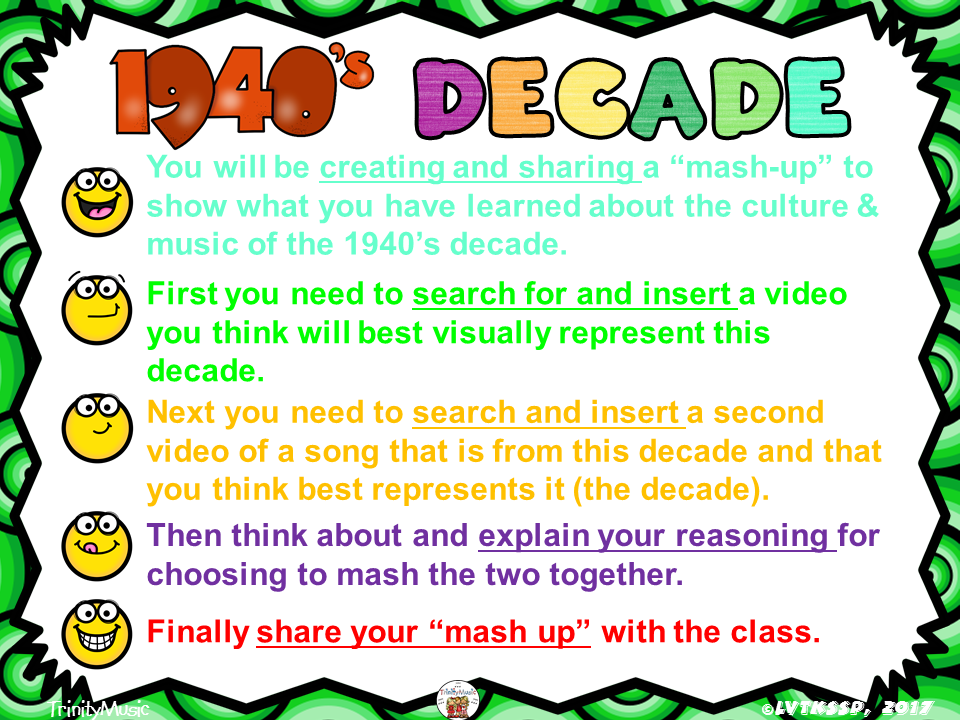 1940's DECADE
You will be creating and sharing a “mash-up” to
show what you have learned about the culture &
music of the 1940’s decade.
First you need to search for and insert a video
you think will best visually represent this
decade.
Next you need to search and insert a second
video of a song that is from this decade and that
you think best represents it (the decade).
Then think about and explain your reasoning for
choosing to mash the two together.
Finally share your “mash up” with the class.
TrinityMusic
TrinityMusic
©LVTKSSP, 2017